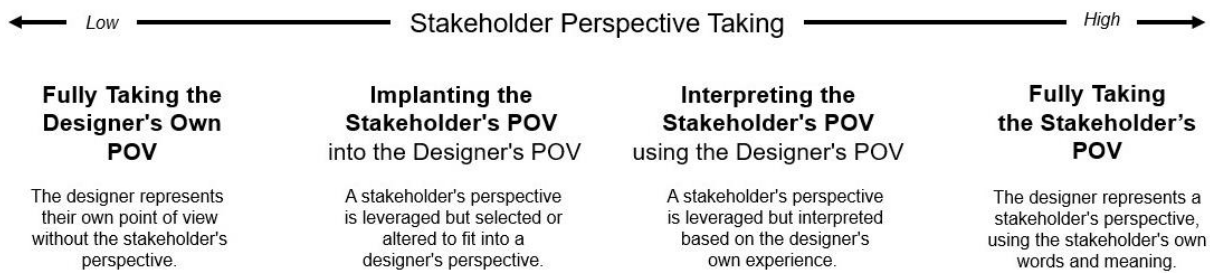 Low
Stakeholder Perspective Taking
High
Fully Taking the
Designer's Own
POV
The designer represents
their own point of view
without the stakeholder's
perspective.
Implanting the
Stakeholder's POV
into the Designer's POV
A stakeholder's perspective
is leveraged but selected or
altered to fit into a
designer's perspective.
Interpreting the
Stakeholder's POV
using the Designer's POV
A stakeholder's perspective
is leveraged but interpreted
based on the designer's
own experience.
Fully Taking
the Stakeholder’s
POV
The designer represents a
stakeholder's perspective,
using the stakeholder's own
words and meaning.